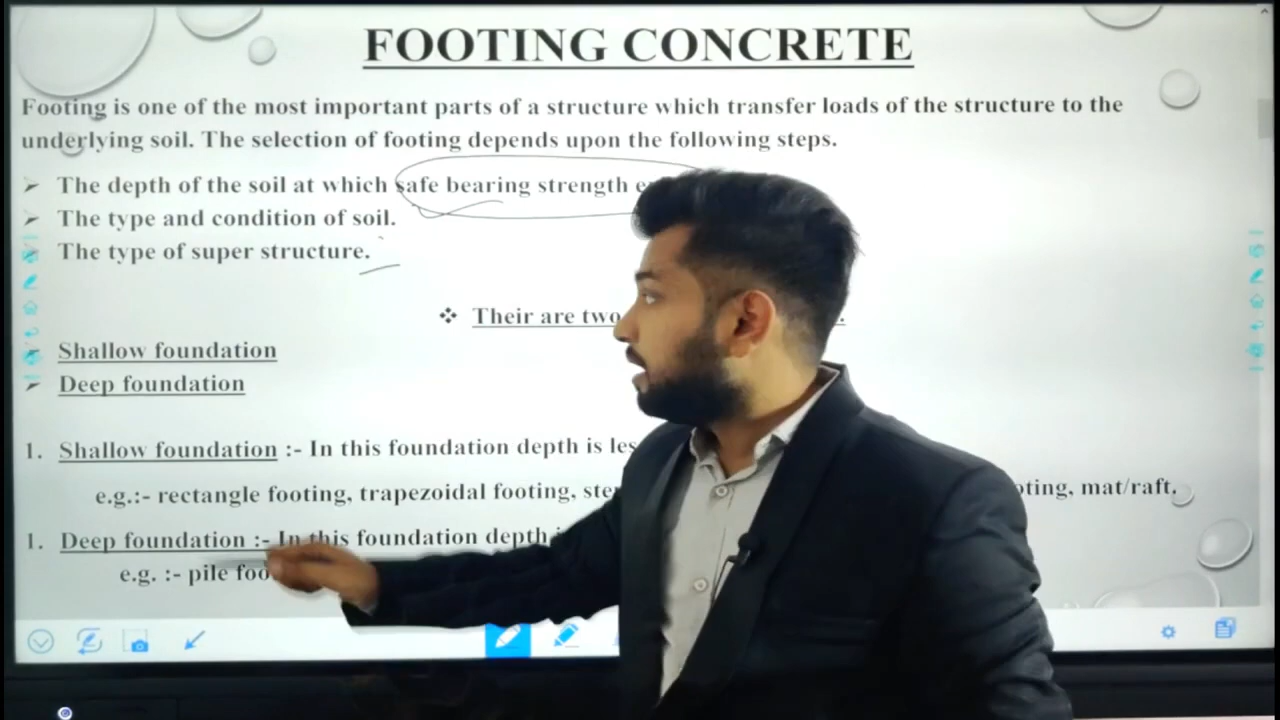 FOOTING CONCRETE
Footing is one of the most important parts of a structure which transfer loads of the structure to the
underlying soil. The selection of footing depends upon the following steps.
➢ The depth of the soil at which safe bearing strength
➢ The type and condition of soil.
➢ The type of super structure.
❖ Their are two
➢ Shallow foundation
➢ Deep foundation
1. Shallow foundation :- In this foundation depth is
e.g.:- rectangle footing, trapezoidal footing, mat/raft.
1. Deep foundation :- In this foundation depth
e.g. :- pile